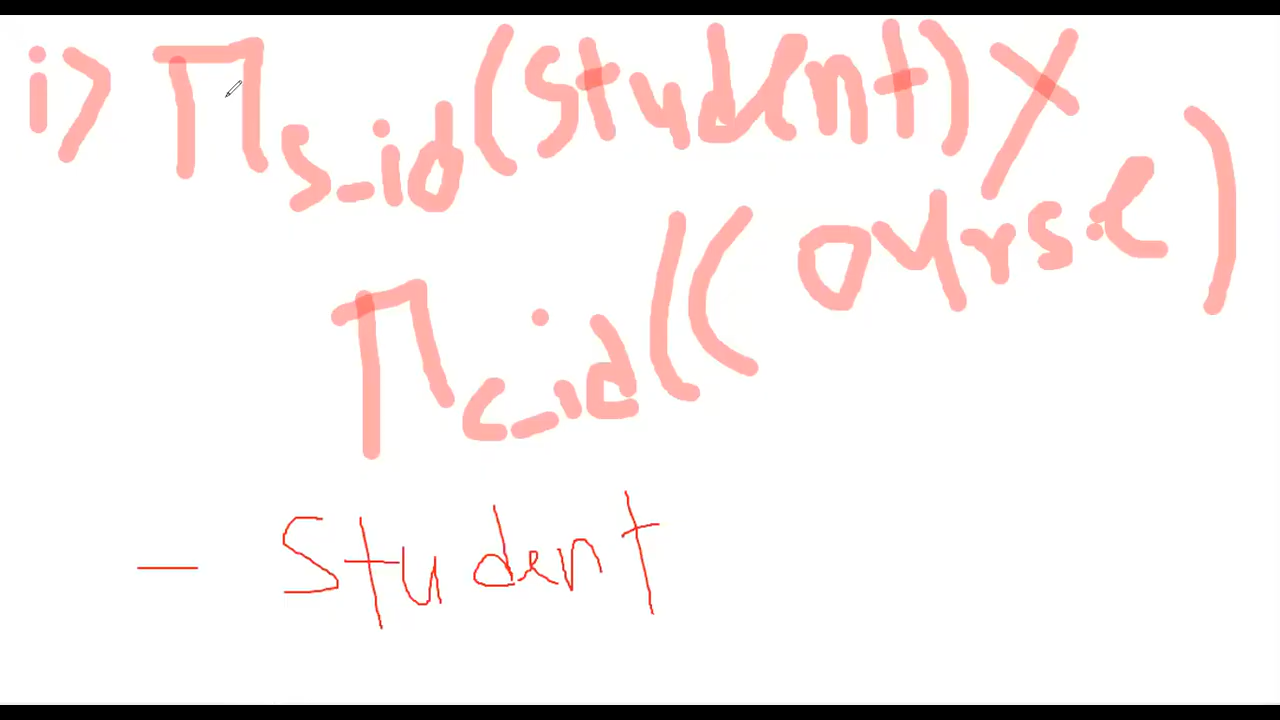 i> Π s_id (Student) X
Π c_id (Course)
— Student